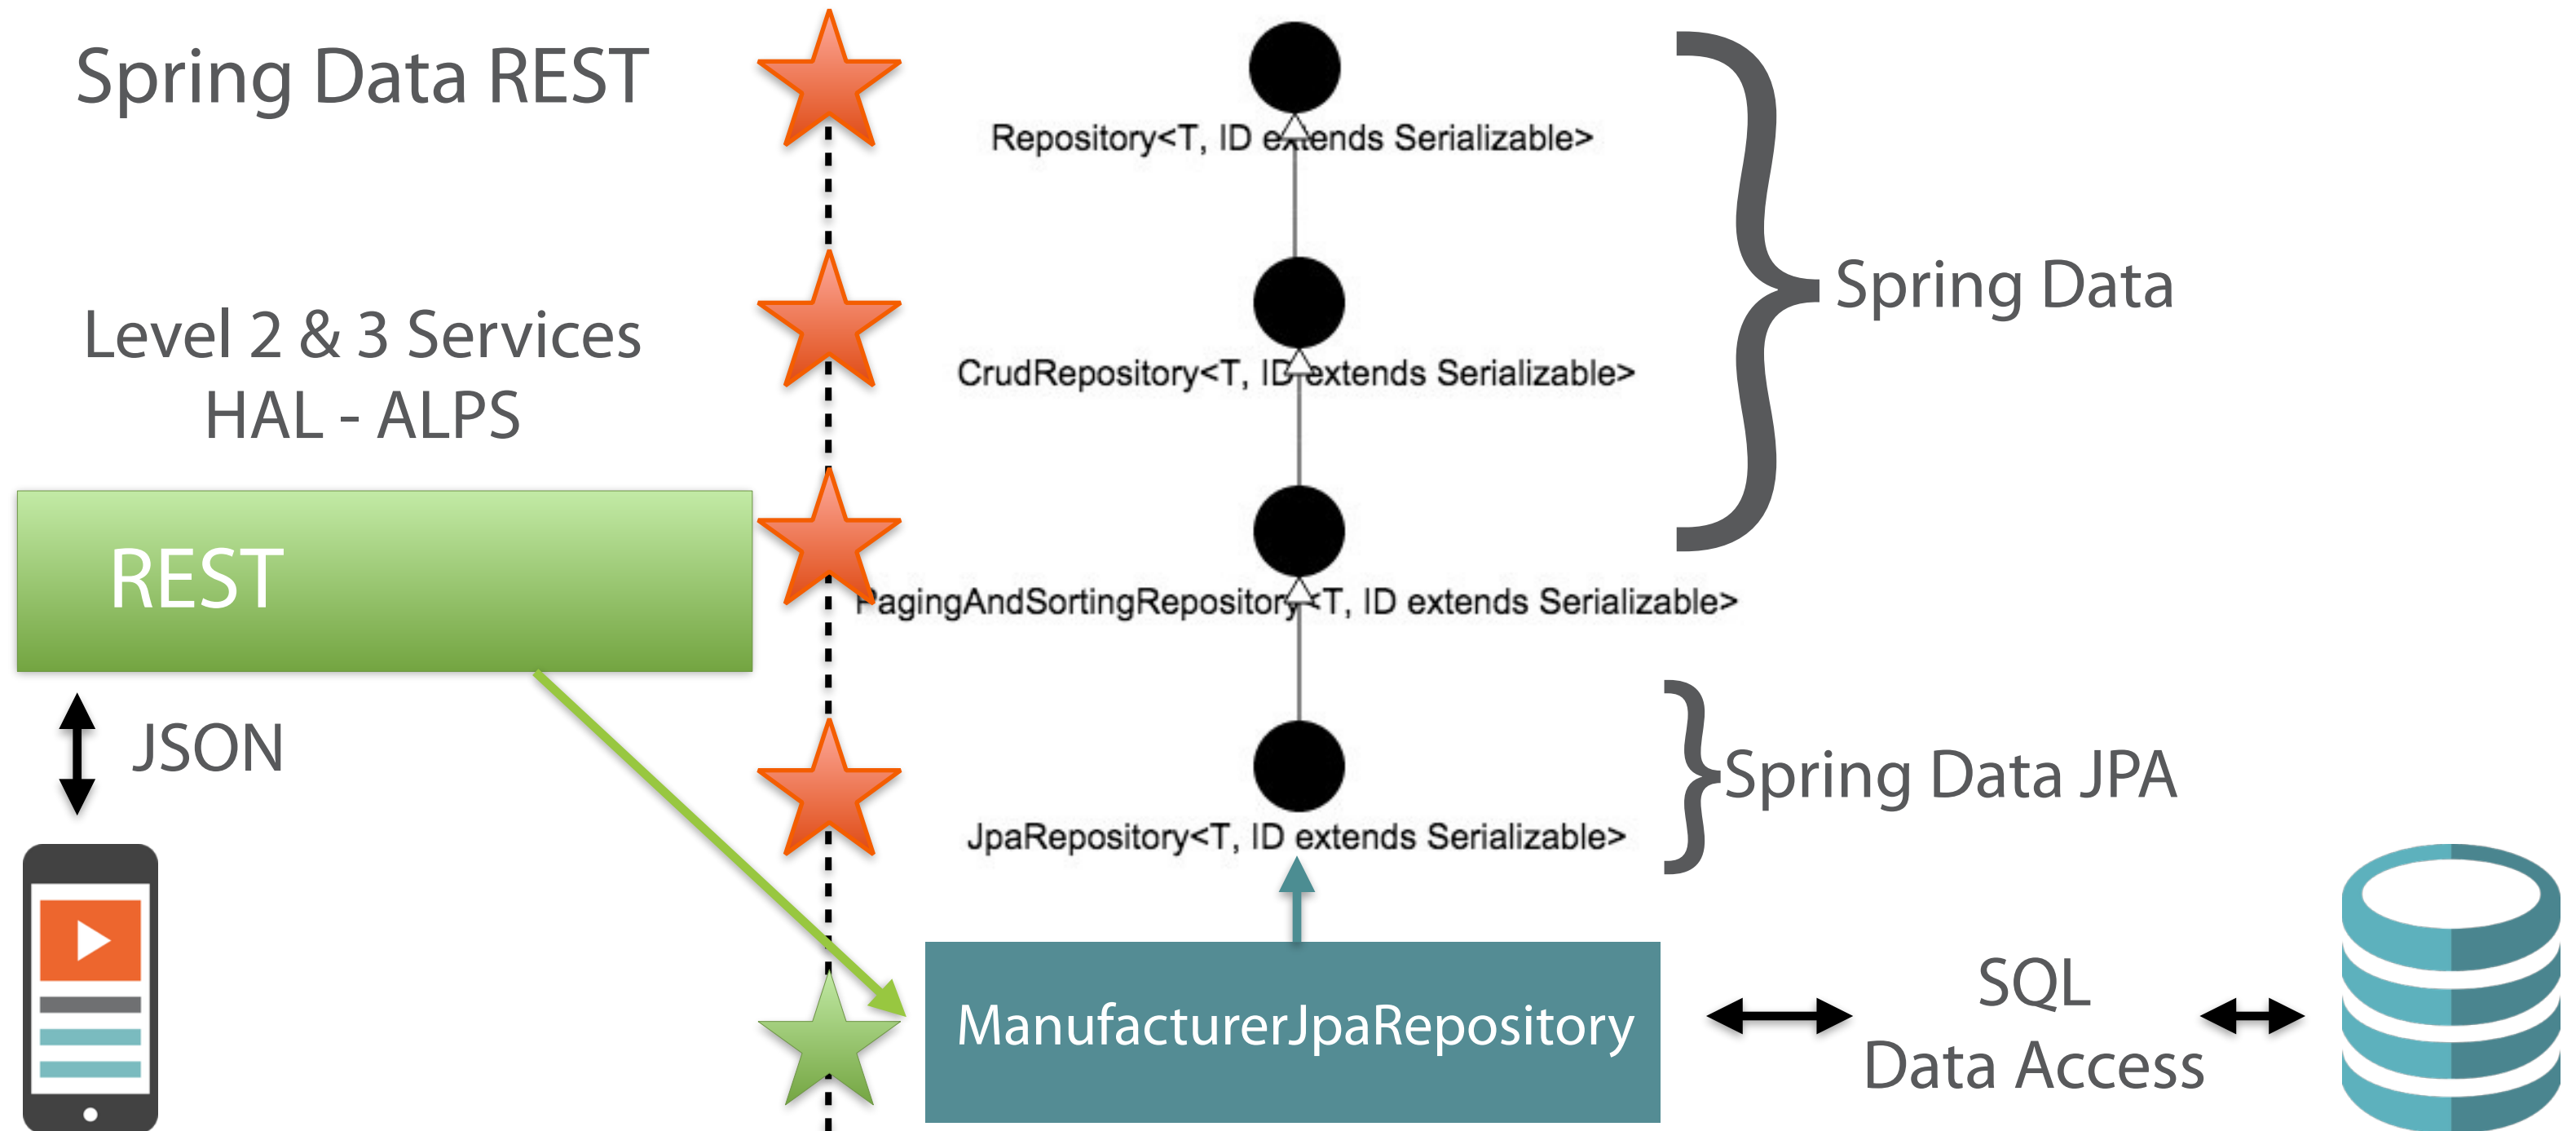 Spring Data REST
Repository<T, ID extends Serializable>
Spring Data
Level 2 & 3 Services
HAL - ALPS
CrudRepository<T, ID extends Serializable>
REST
PagingAndSortingRepository<T, ID extends Serializable>
JSON
Spring Data JPA
JpaRepository<T, ID extends Serializable>
ManufacturerJpaRepository
SQL
Data Access